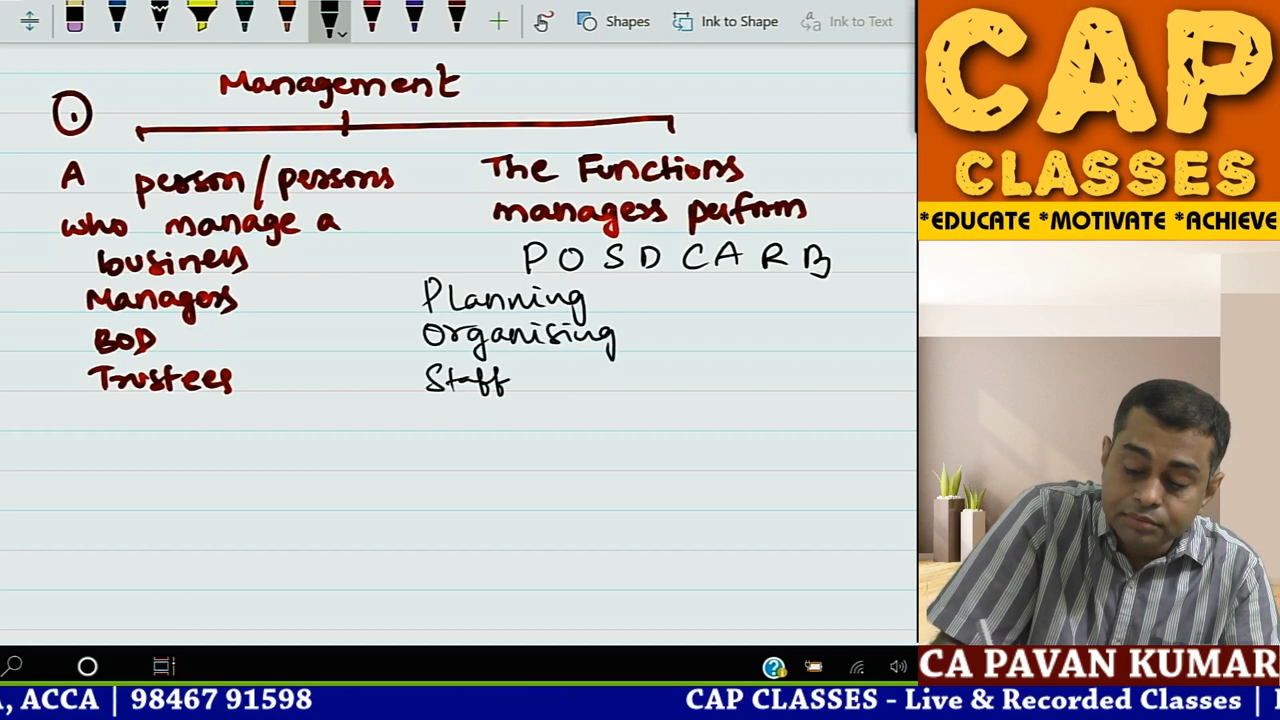 Shapes
Ink to Shape
Ink to Text
Management
1.
A person/persons
who manage a
business
Managers
BOD
Trustees
The Functions
managers perform
P O S D C A R B
Planning
Organising
Staff
CAP
CLASSES
*EDUCATE *MOTIVATE *ACHIEVE
CA PAVAN KUMAR
A, ACCA | 98467 91598
CAP CLASSES - Live & Recorded Classes |